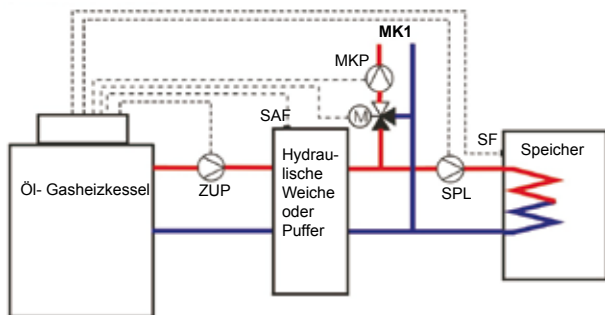 MK1
MKP
M
SAF
SF
Öl- Gasheizkessel
ZUP
Hydrau-
lische
Weiche
oder
Puffer
SPL
Speicher